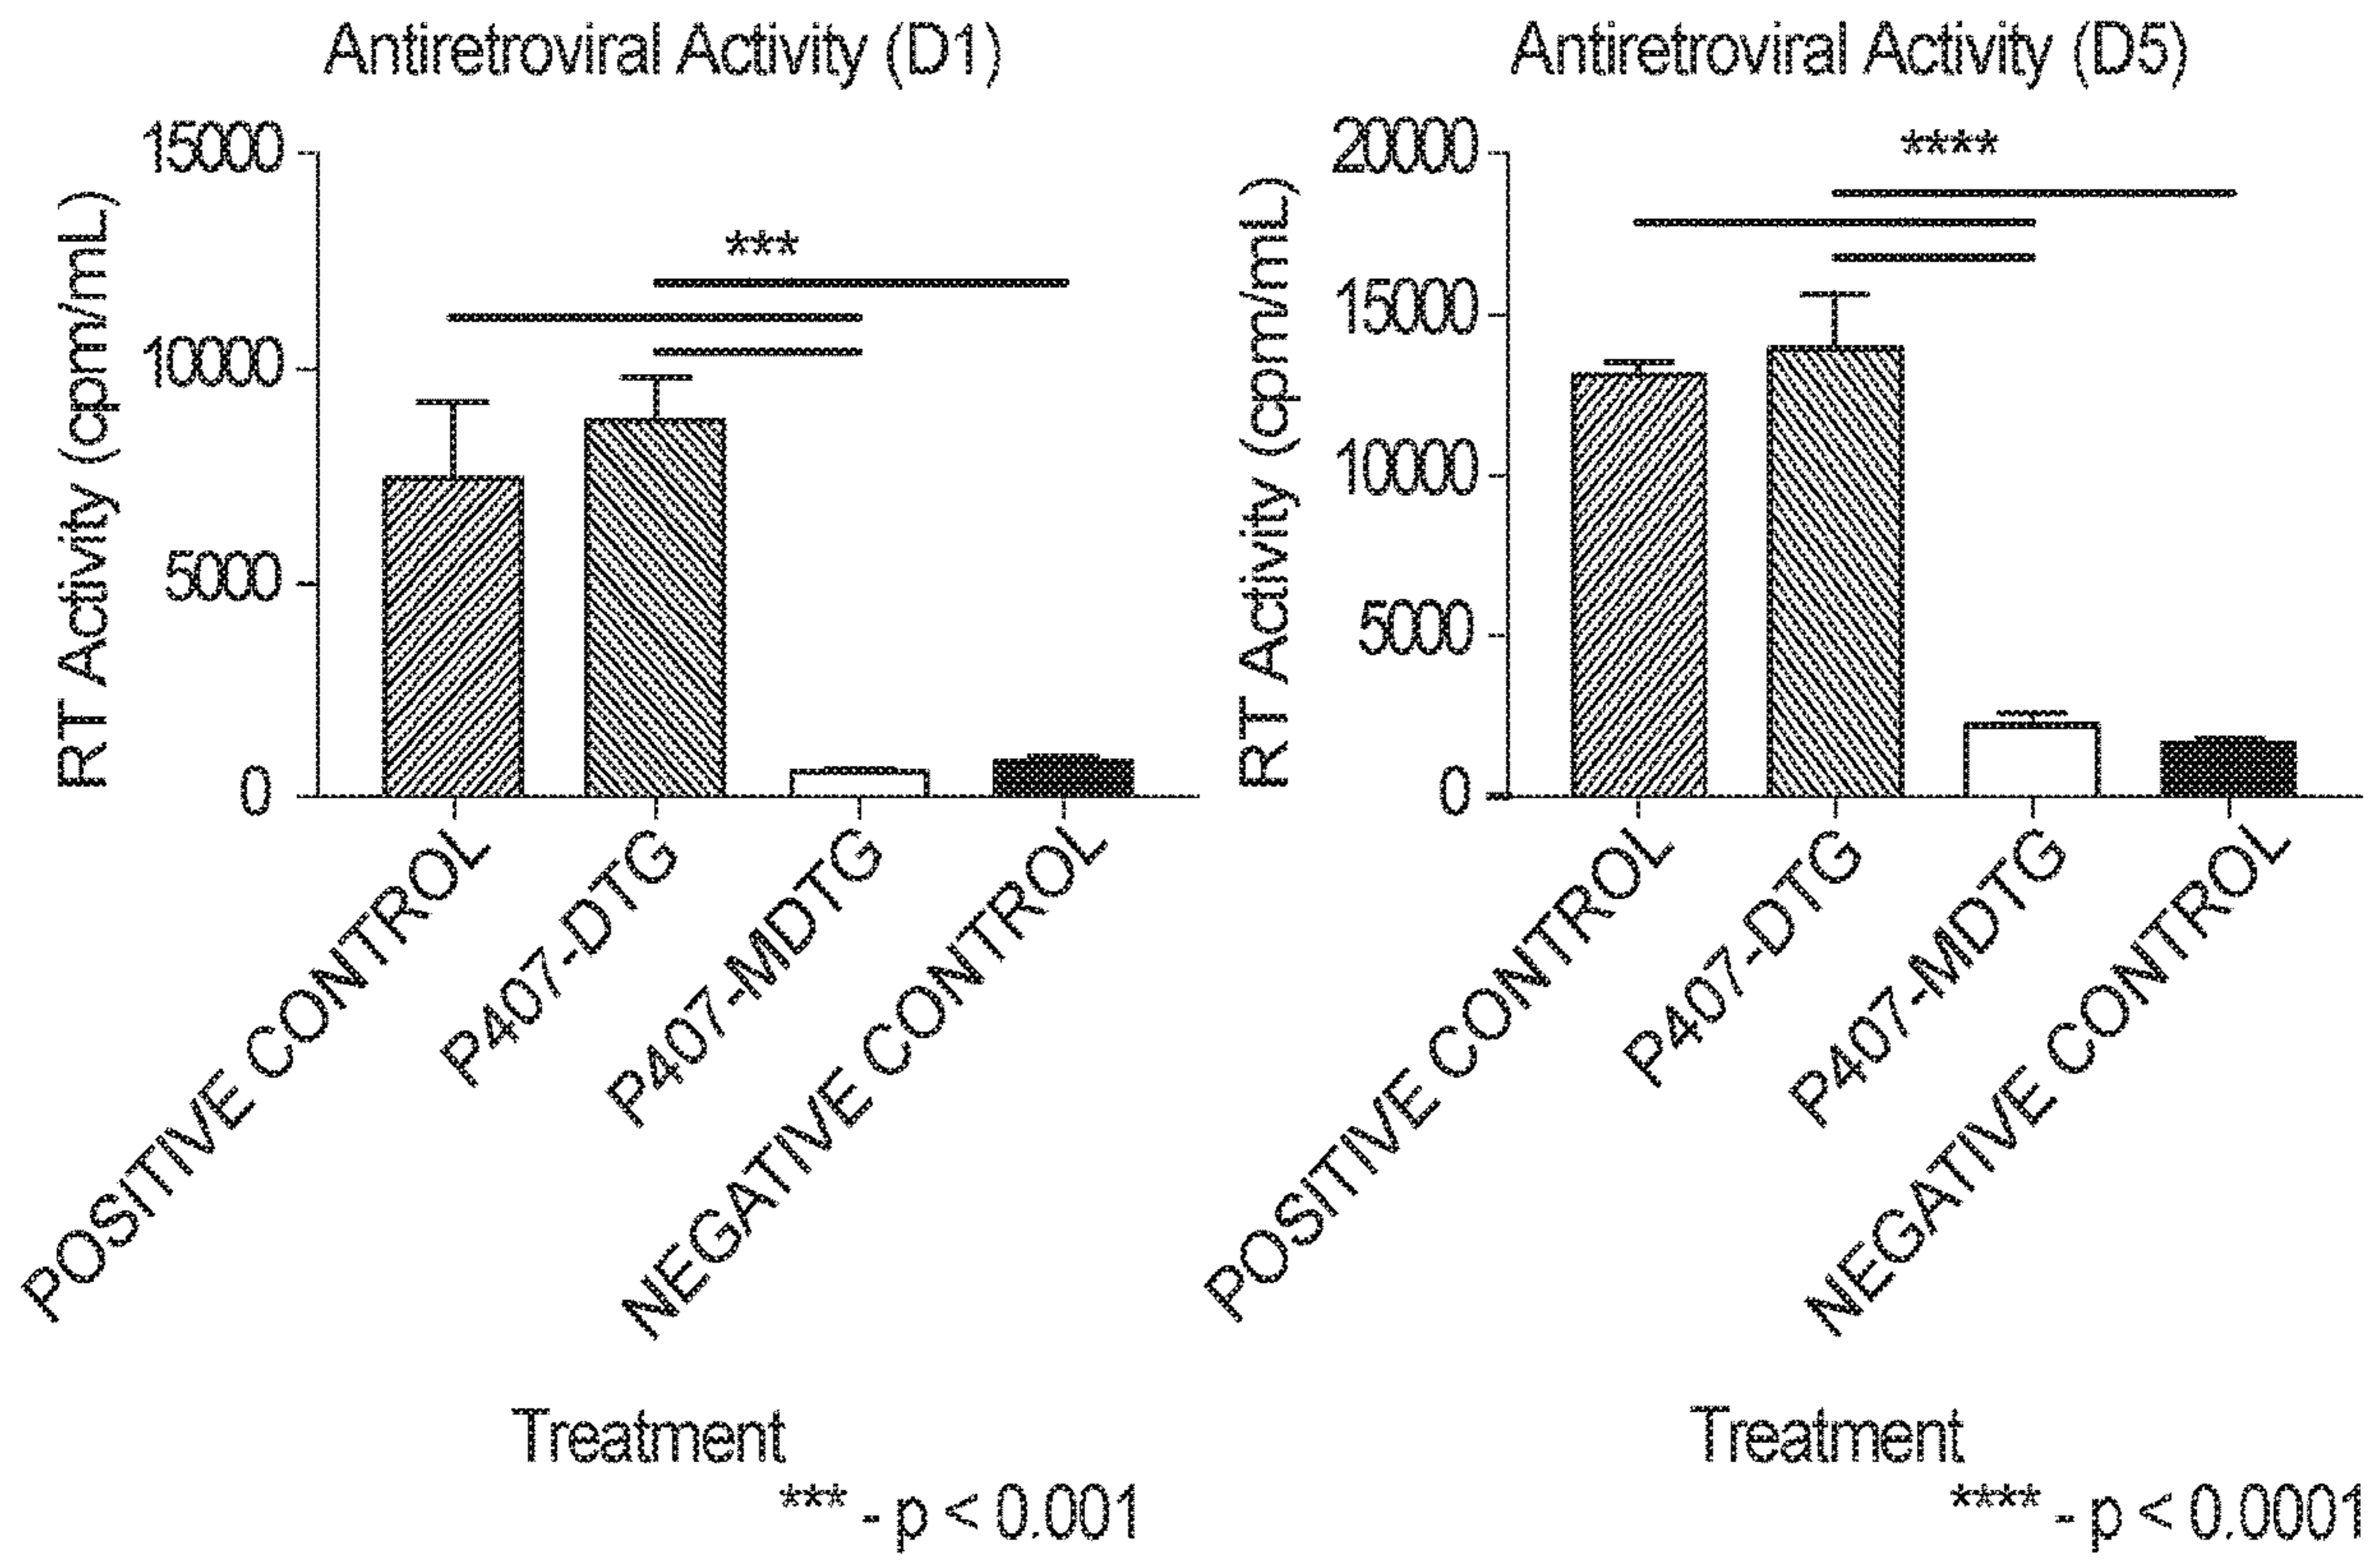 Antiretroviral Activity (D1)
RT Activity (cpm/mL)
15000
10000
5000
0
***
POSITIVE CONTROL
P407-DTG
P407-MDTG
NEGATIVE CONTROL
Treatment
*** - p < 0.001
Antiretroviral Activity (D5)
RT Activity (cpm/mL)
20000
15000
10000
5000
0
****
POSITIVE CONTROL
P407-DTG
P407-MDTG
NEGATIVE CONTROL
Treatment
**** - p < 0.0001